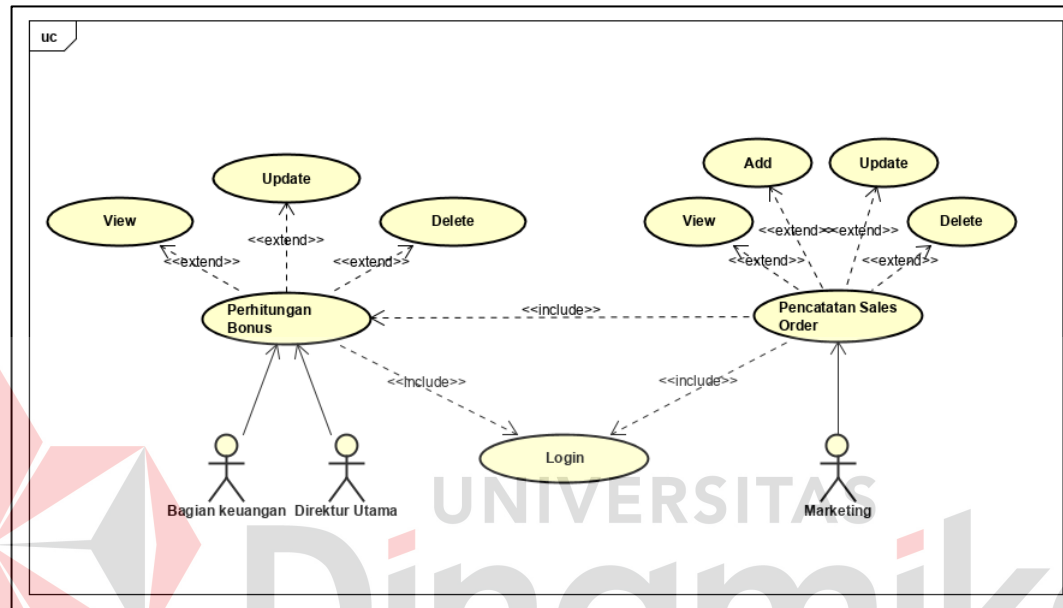 uc
Add
Update
Update
View
Delete
View
Delete
<<extend>>
<<extend>>
<<extend>>
<<extend>>
<<extend>>
<<extend>>
<<extend>>
Perhitungan
Bonus
<<include>>
Pencatatan Sales
Order
<<Include>>
<<include>>
Login
Bagian keuangan
Direktur Utama
Marketing
UNIVERSITAS
Dinamika